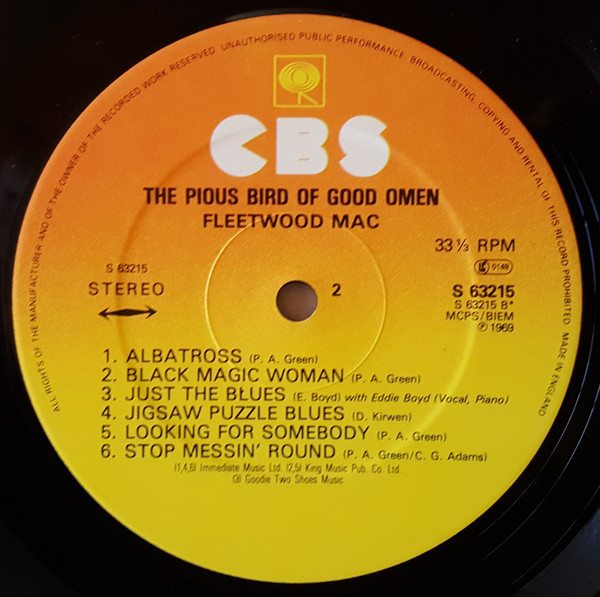 ALL RIGHTS OF THE MANUFACTURER AND OF THE OWNER OF THE RECORDED WORK RESERVED. UNAUTHORISED PUBLIC PERFORMANCE, BROADCASTING, COPYING AND RENTAL OF THIS RECORD PROHIBITED. MADE IN ENGLAND
CBS
THE PIOUS BIRD OF GOOD OMEN
FLEETWOOD MAC
33⅓ RPM
S 63215
STEREO
2
0149
S 63215
S 63215 B*
MCPS/BIEM
℗1969
1. ALBATROSS (P. A. Green)
2. BLACK MAGIC WOMAN (P. A. Green)
3. JUST THE BLUES (E. Boyd) with Eddie Boyd (Vocal, Piano)
4. JIGSAW PUZZLE BLUES (D. Kirwen)
5. LOOKING FOR SOMEBODY (P. A. Green)
6. STOP MESSIN' ROUND (P. A. Green/C. G. Adams)
(1,4,6) Immediate Music Ltd. (2,5) King Music Pub. Co. Ltd.
(3) Goodie Two Shoes Music